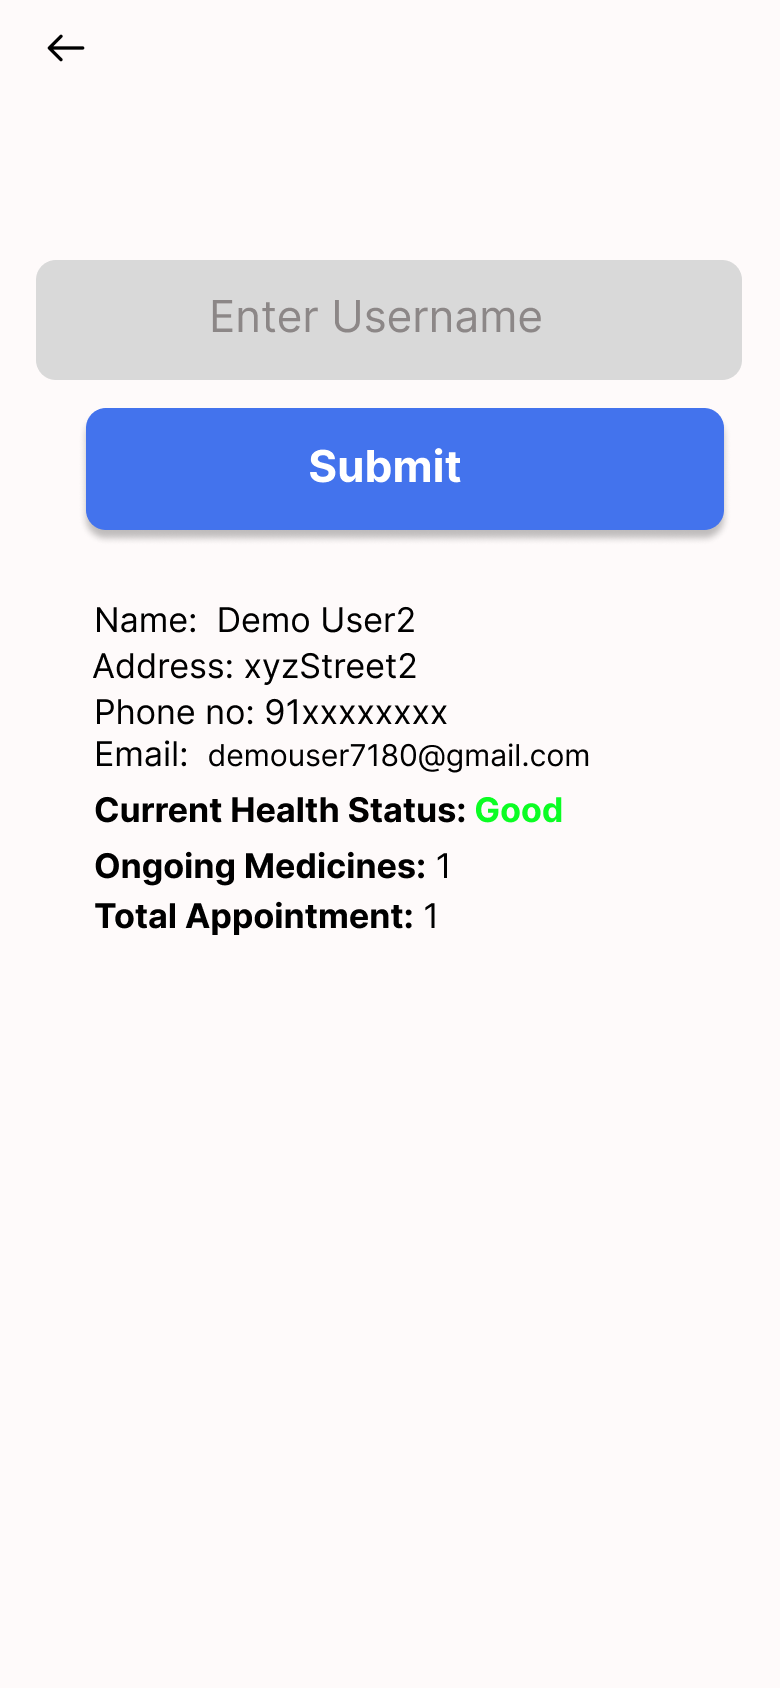 Enter Username
Submit
Name: Demo User2
Address: xyzStreet2
Phone no: 91xxxxxxxx
Email: demouser7180@gmail.com
Current Health Status: Good
Ongoing Medicines: 1
Total Appointment: 1